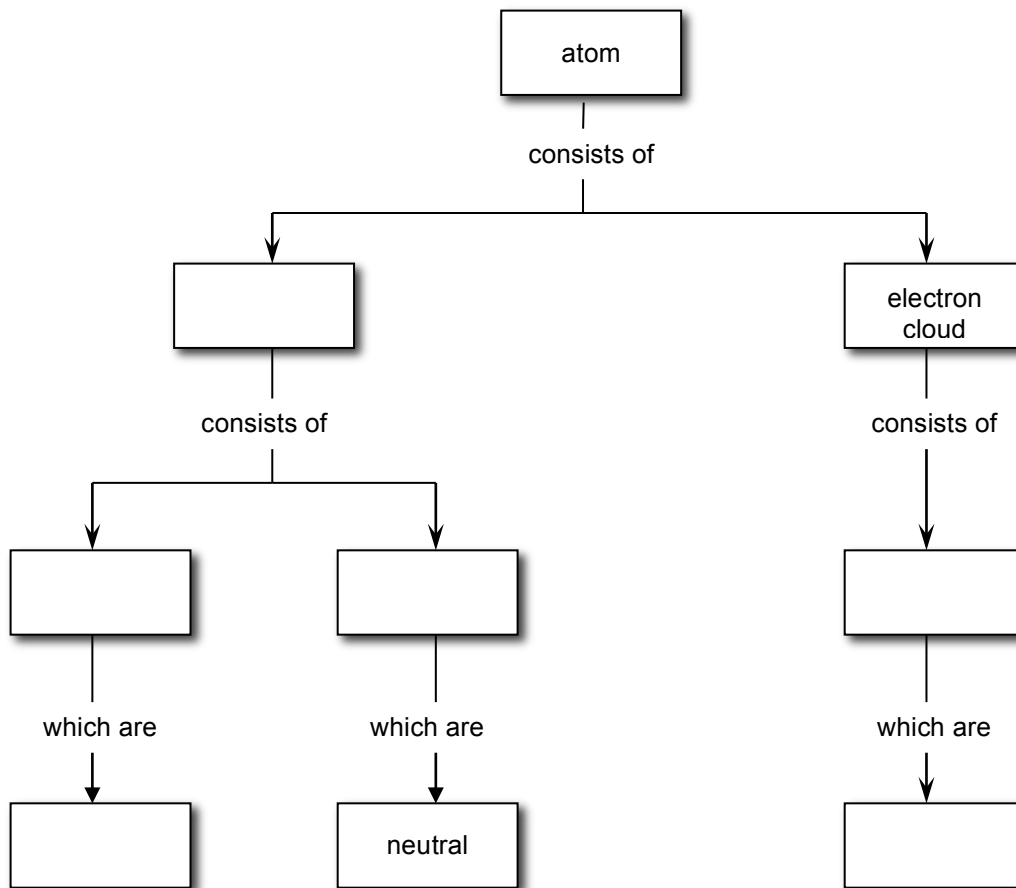 atom
consists of
electron
cloud
consists of
consists of
which are
which are
which are
neutral